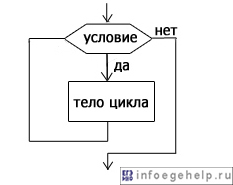 условие
нет
да
тело цикла
infoegehelp.ru